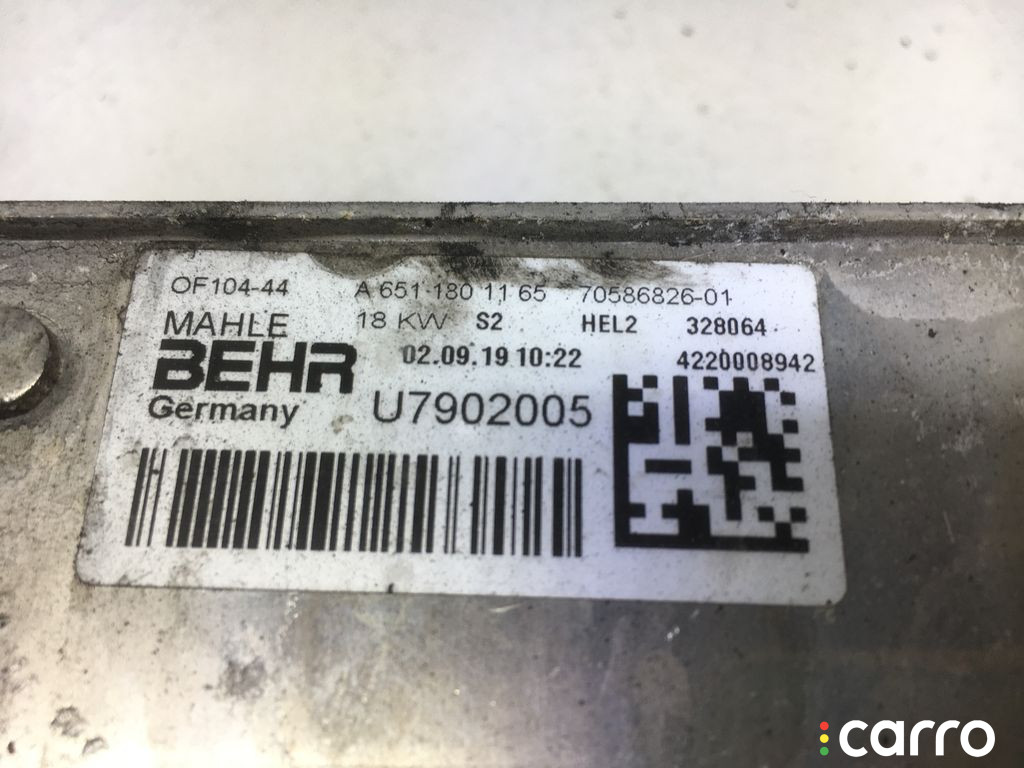 OF104-44 A 651 180 11 65 70586826-01
MAHLE 18 KW S2 HEL2 328064
BEHR 02.09.19 10:22 4220008942
Germany U7902005
carro